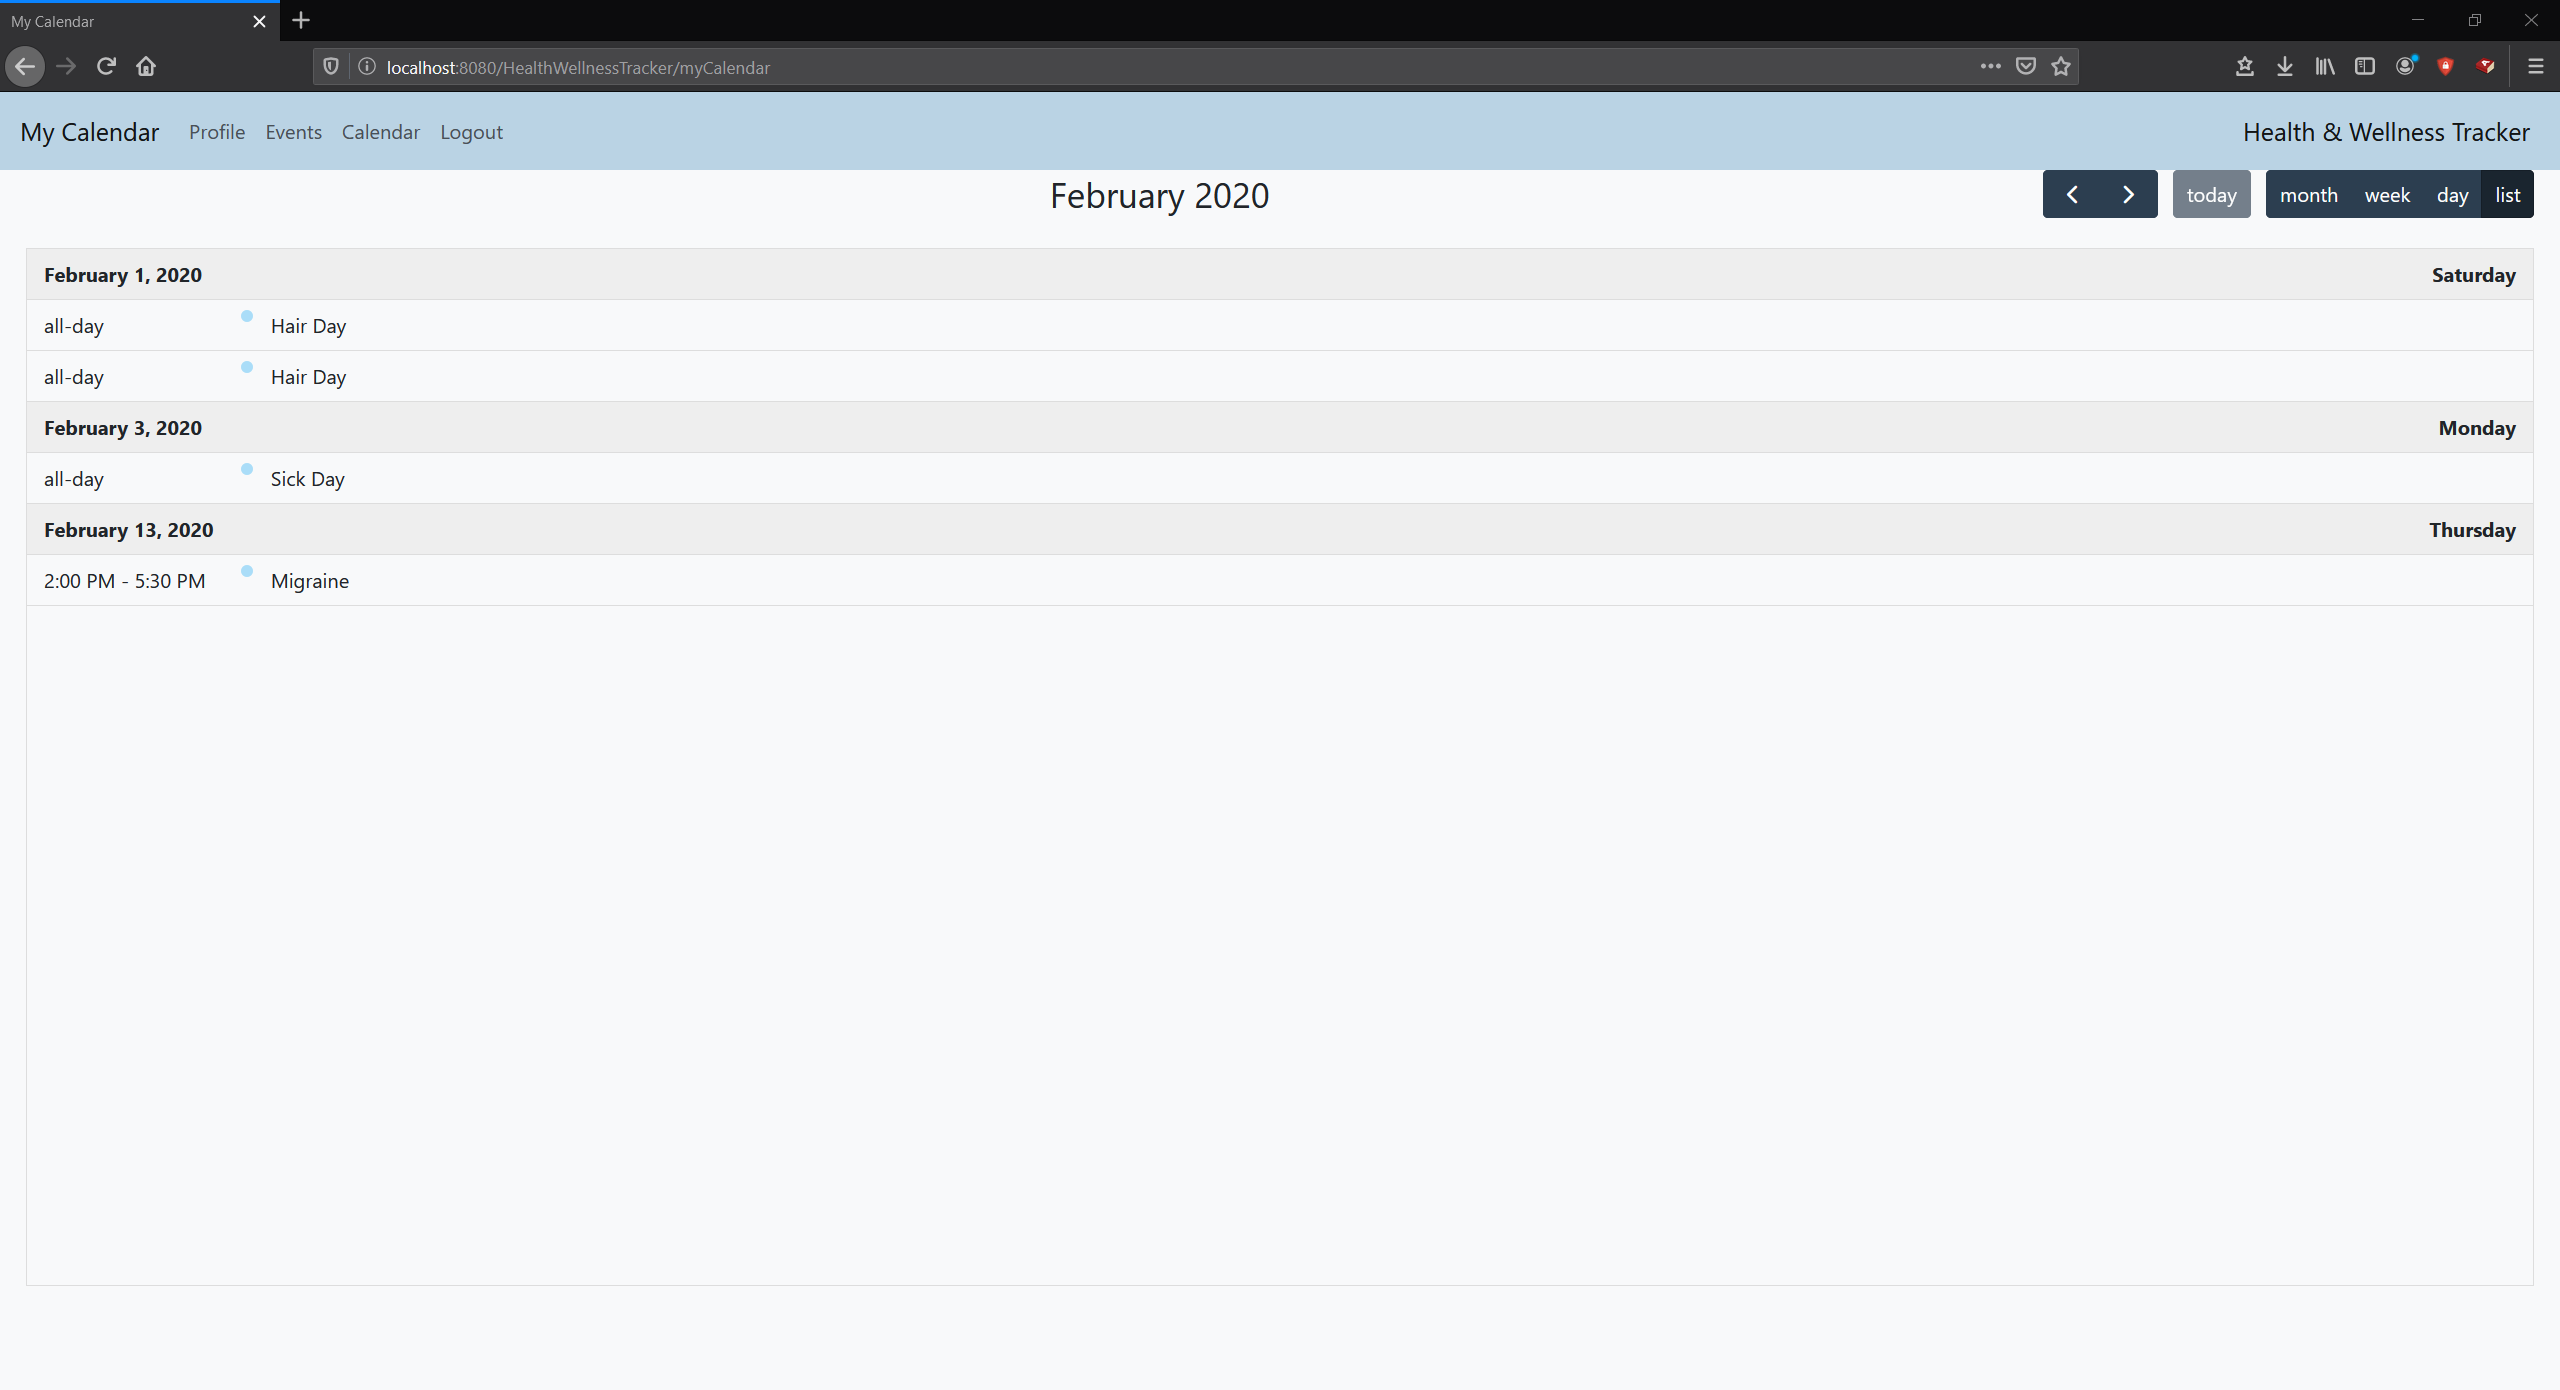 My Calendar
localhost:8080/HealthWellnessTracker/myCalendar
My Calendar Profile Events Calendar Logout Health & Wellness Tracker
February 2020 today month week day list
February 1, 2020 Saturday
all-day Hair Day
all-day Hair Day
February 3, 2020 Monday
all-day Sick Day
February 13, 2020 Thursday
2:00 PM - 5:30 PM Migraine